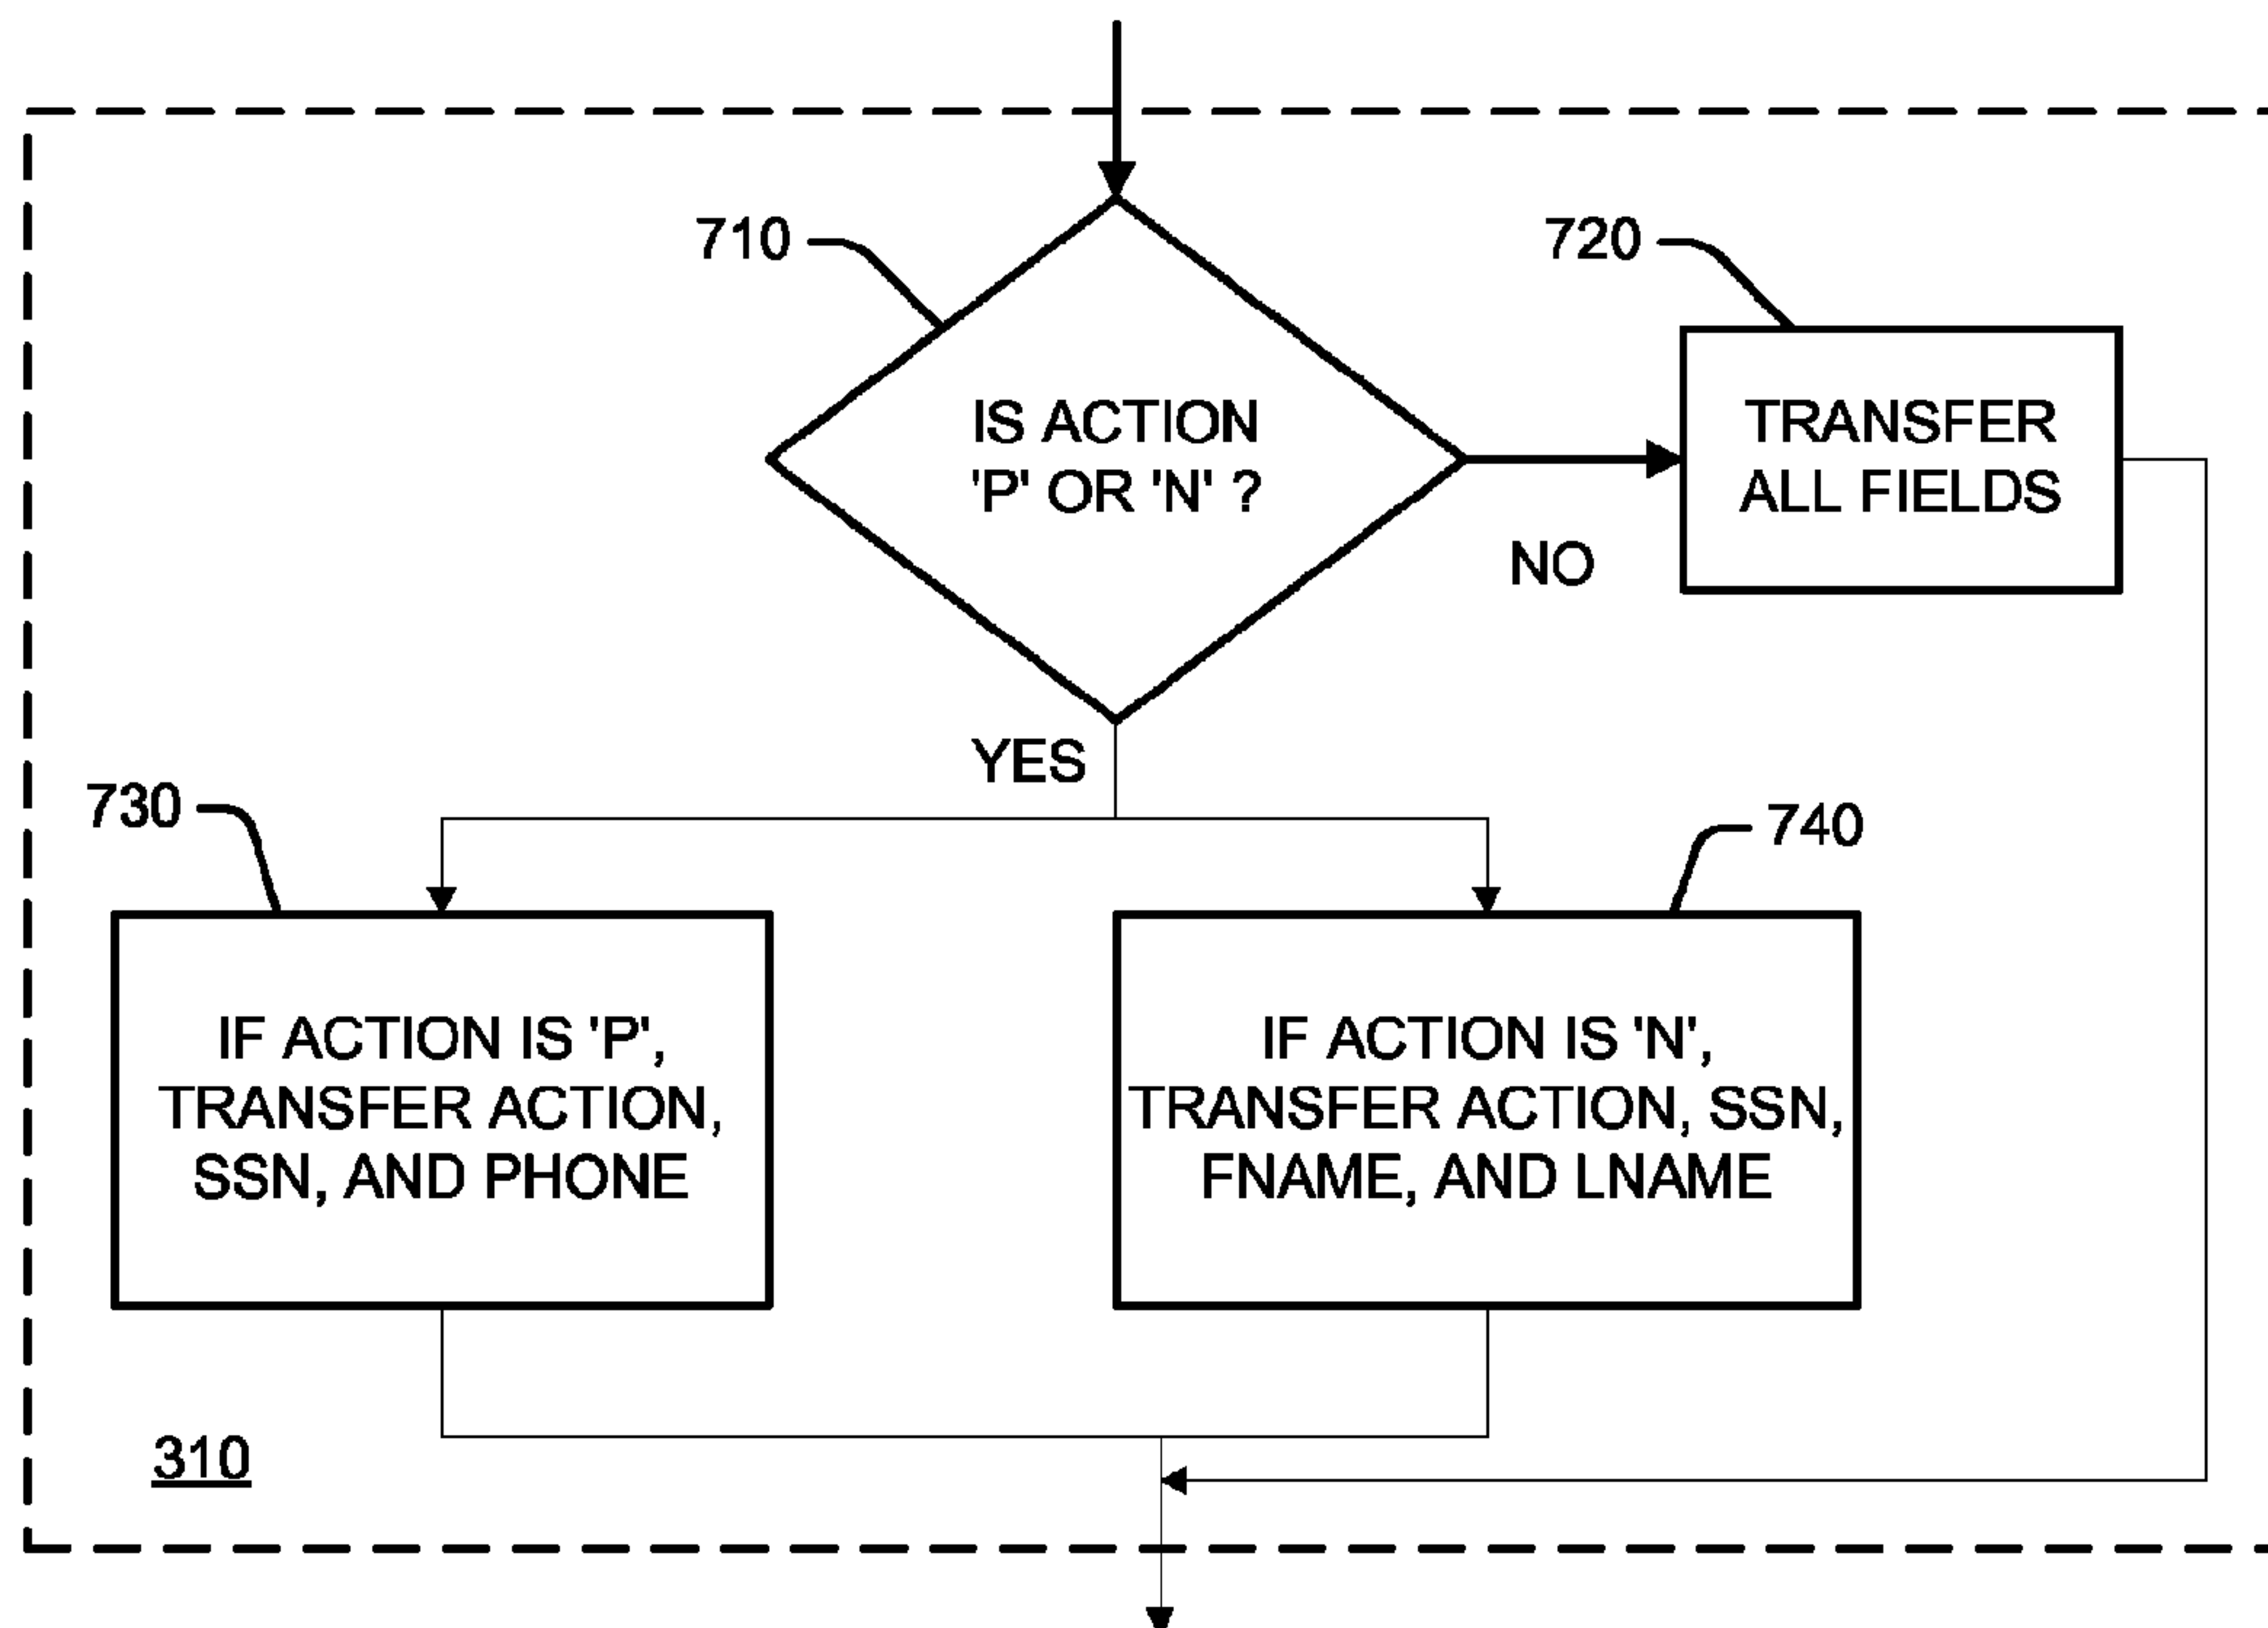 710
720
IS ACTION
'P' OR 'N' ?
TRANSFER
ALL FIELDS
NO
YES
730
740
IF ACTION IS 'P',
TRANSFER ACTION,
SSN, AND PHONE
IF ACTION IS 'N',
TRANSFER ACTION, SSN,
FNAME, AND LNAME
310